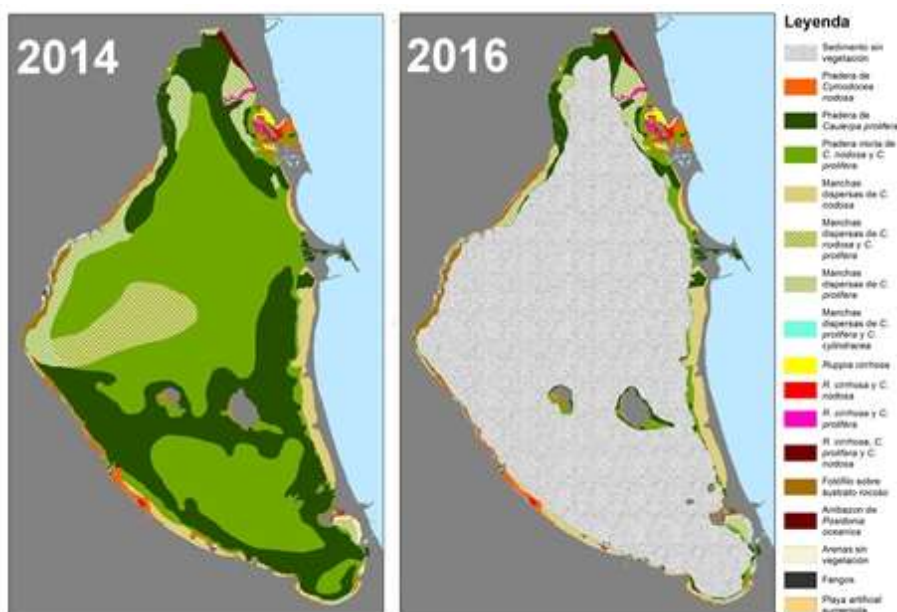 2014
2016
Leyenda
Sedimento sin
vegetación
Pradera de
Cymodocea
nodosa
Pradera de
Caulerpa prolifera
Pradera mixta de
C. nodosa y C.
prolifera
Manchas
dispersas de C.
nodosa
Manchas
dispersas de C.
nodosa y C.
prolifera
Manchas
dispersas de C.
prolifera
Manchas
dispersas de C.
prolifera y C.
cylindracea
Ruppia cirrhosa
R. cirrhosa y C.
nodosa
R. cirrhosa y C.
prolifera
R. cirrhosa, C.
prolifera y C.
nodosa
Fotófilo sobre
sustrato rocoso
Arribazon de
Posidonia
oceanica
Arenas sin
vegetación
Fangos
Playa artificial